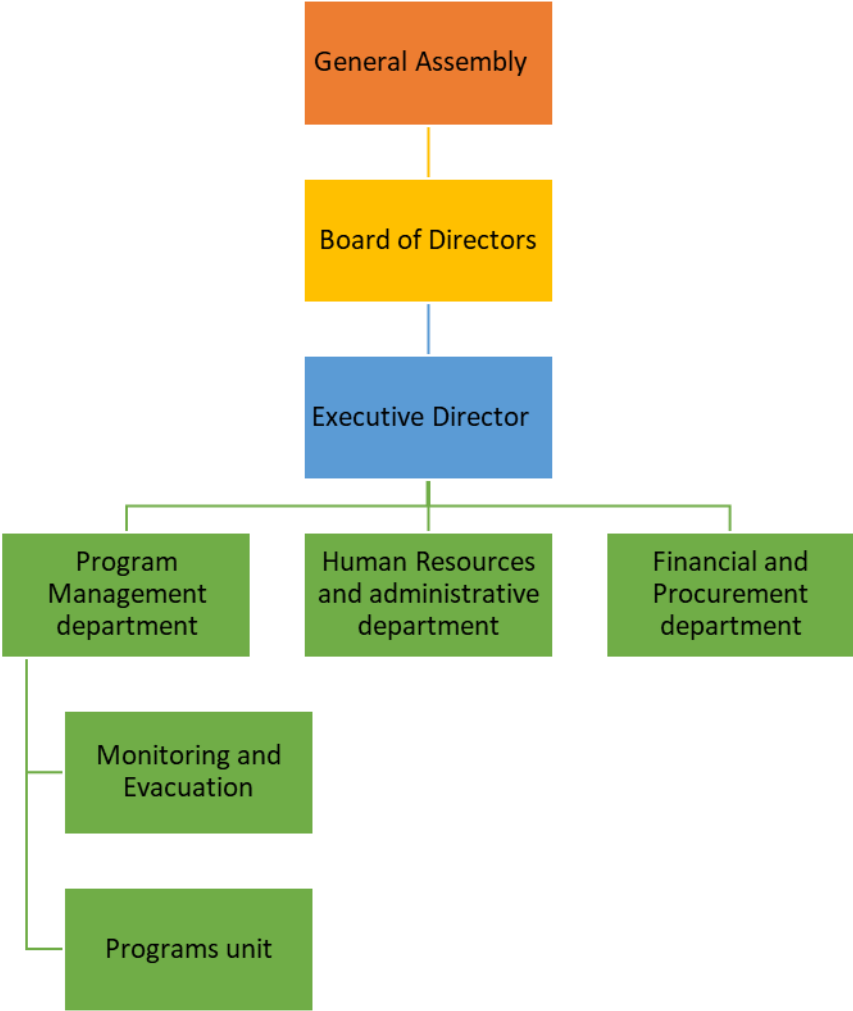 General Assembly
Board of Directors
Executive Director
Program
Management
department
Human Resources
and administrative
department
Financial and
Procurement
department
Monitoring and
Evacuation
Programs unit